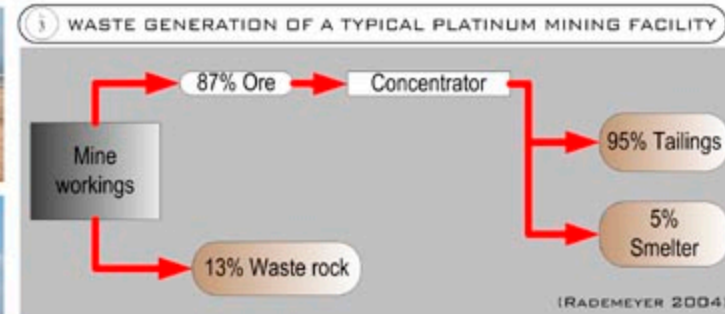 WASTE GENERATION OF A TYPICAL PLATINUM MINING FACILITY
87% Ore
Concentrator
Mine
workings
95% Tailings
5%
Smelter
13% Waste rock
(RADEMEYER 2004)